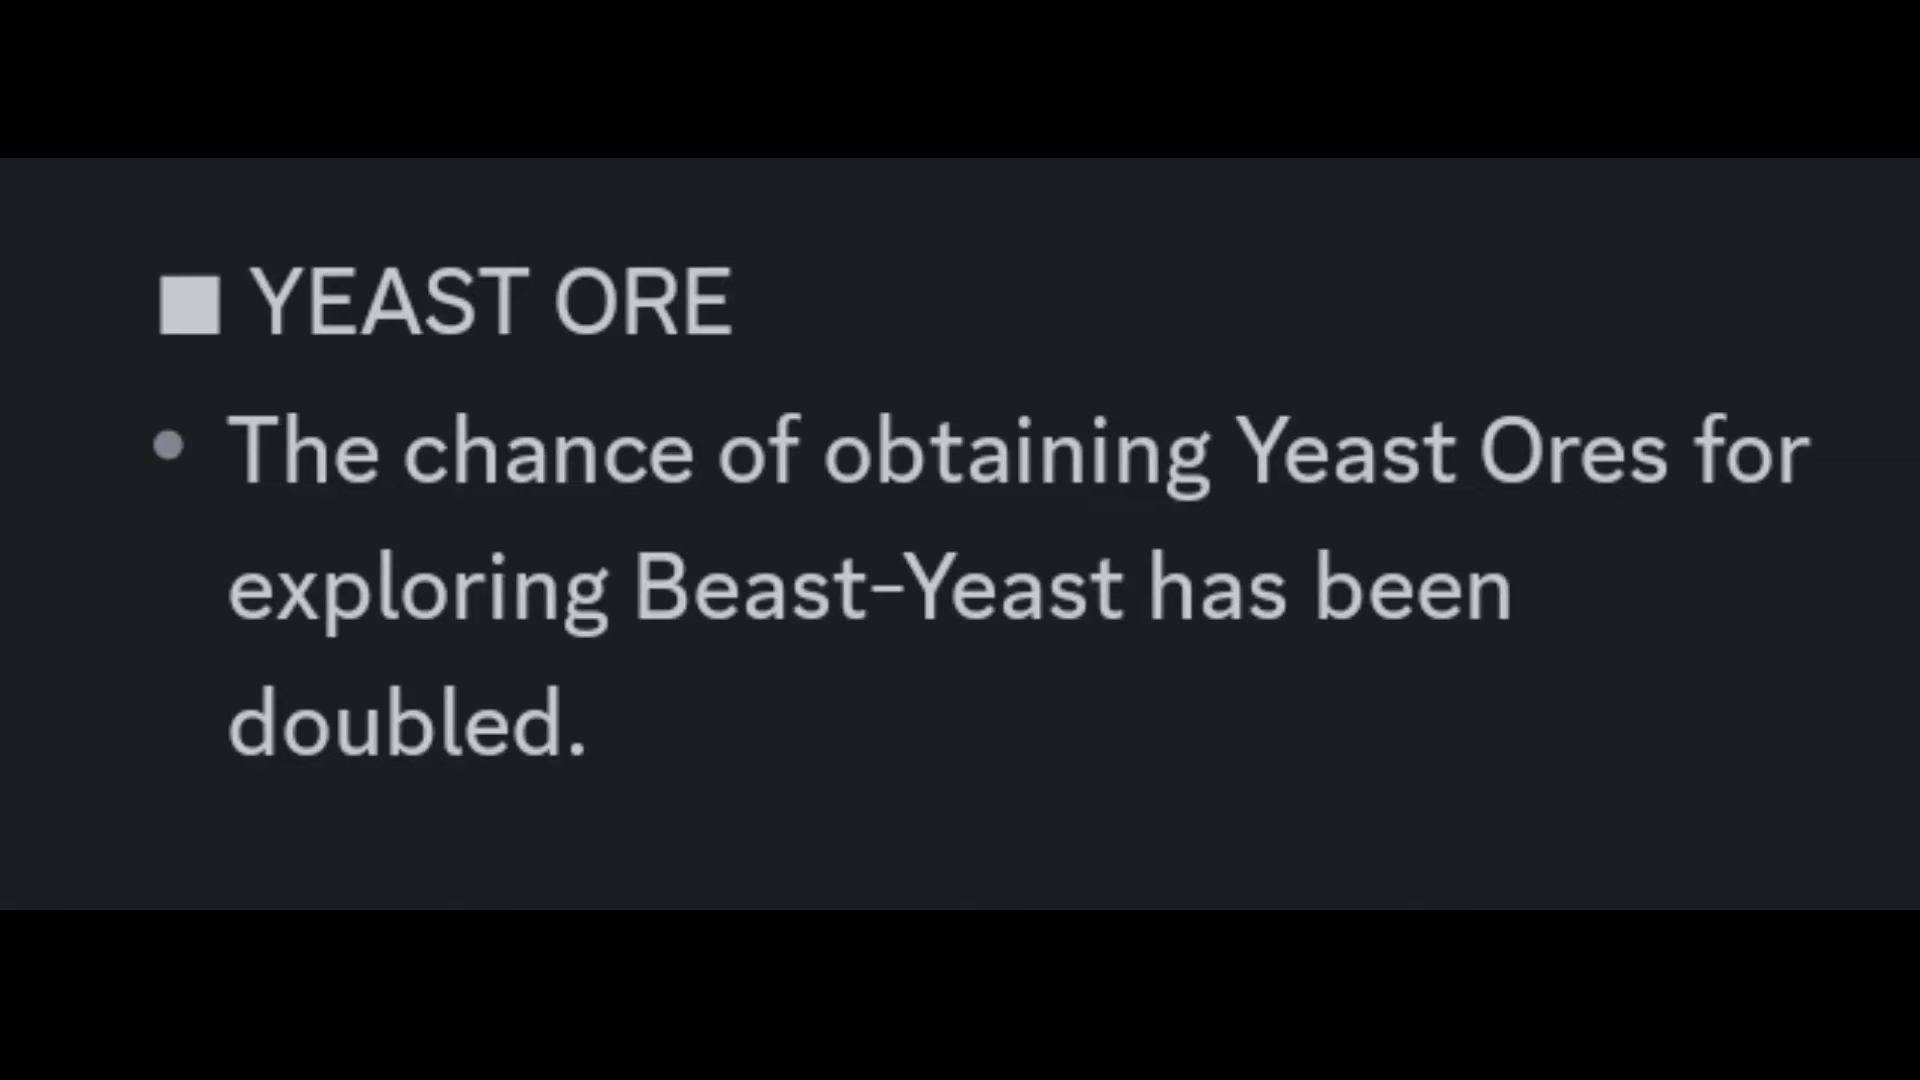 ■ YEAST ORE
• The chance of obtaining Yeast Ores for
exploring Beast-Yeast has been
doubled.